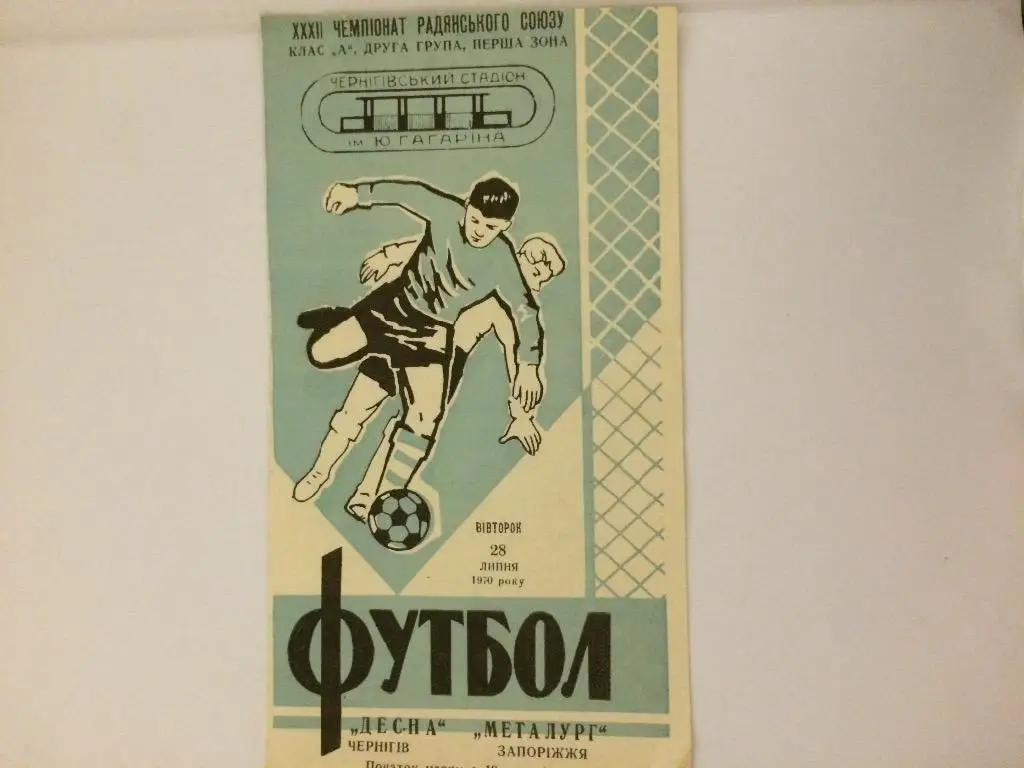 XXXII ЧЕМПІОНАТ РАДЯНСЬКОГО СОЮЗУ
КЛАС „А“, ДРУГА ГРУПА, ПЕРША ЗОНА
ЧЕРНІГІВСЬКИЙ СТАДІОН
ім. Ю. ГАГАРІНА
ВІВТОРОК
28
ЛИПНЯ
1970 року
ФУТБОЛ
„ДЕСНА“ „МЕТАЛУРГ“
ЧЕРНІГІВ ЗАПОРІЖЖЯ
Початок